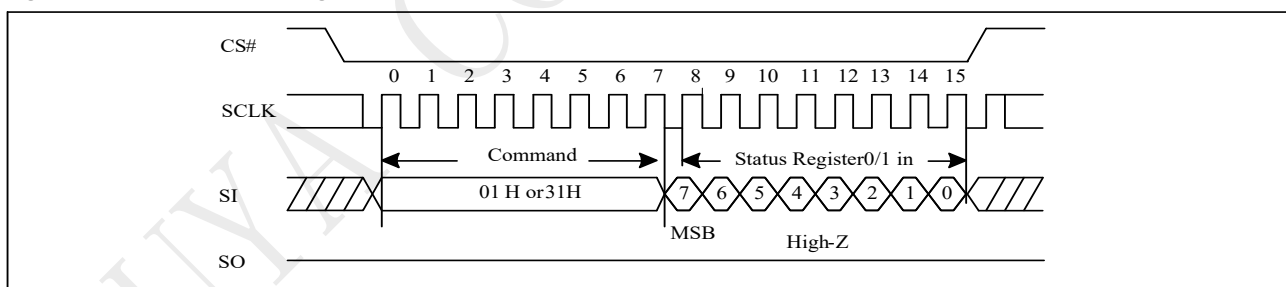 CS#
0 1 2 3 4 5 6 7 8 9 10 11 12 13 14 15
SCLK
Command
Status Register0/1 in
SI
01 H or31H
7 6 5 4 3 2 1 0
MSB
High-Z
SO